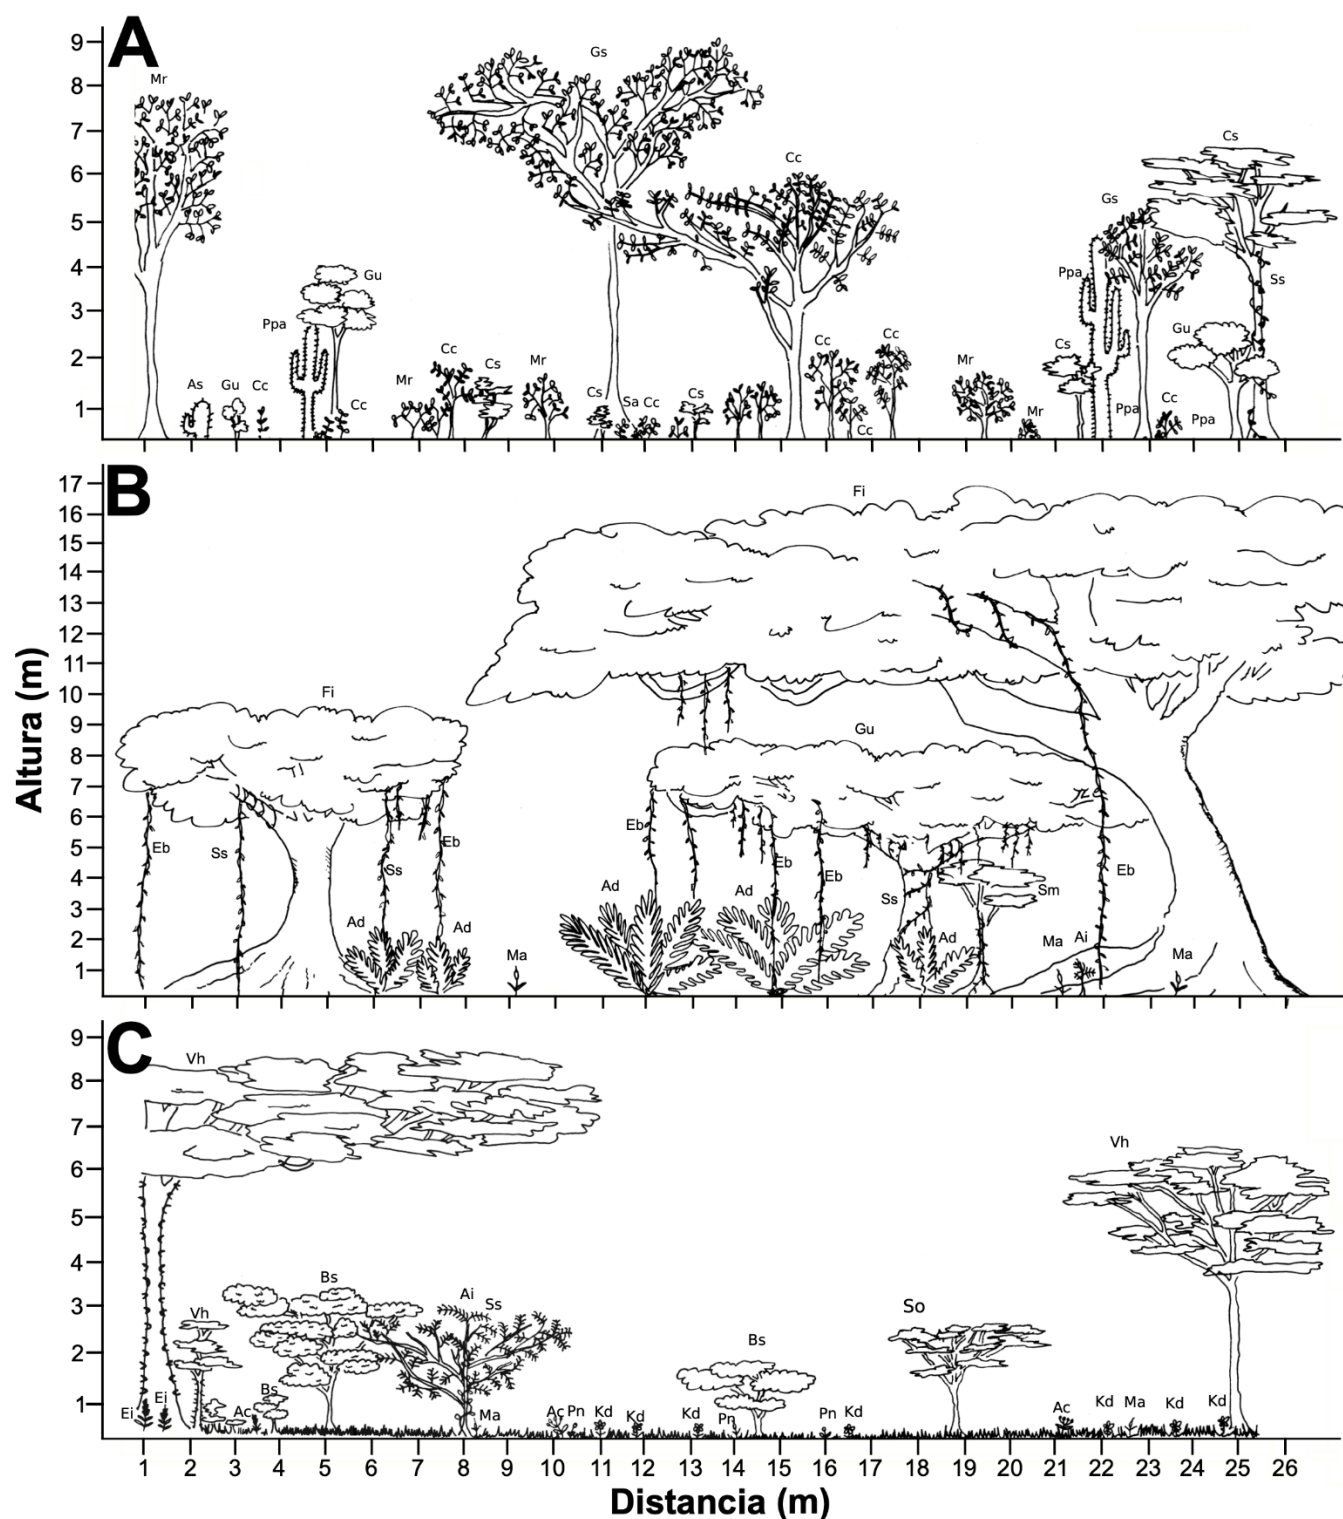 A
9
8
7
6
5
4
3
2
1
Mr
Gs
Cc
Cs
Gs
Gu
Ppa
Ss
Ppa
Gu
As
Gu
Cc
Cc
Mr
Cc
Cs
Mr
Cs
Sa
Cc
Cs
Cc
Cc
Cc
Mr
Mr
Cs
Ppa
Cc
Ppa
B
17
16
15
14
13
12
11
10
9
8
7
6
5
4
3
2
1
Altura (m)
Fi
Fi
Gu
Eb
Ss
Ss
Eb
Eb
Eb
Eb
Ss
Sm
Eb
Ad
Ad
Ma
Ad
Ad
Ad
Ma
Ai
Ma
C
9
8
7
6
5
4
3
2
1
Vh
Vh
Bs
Ai
Ss
Vh
So
Bs
Ei
Ei
Ac
Bs
Ma
Ac
Pn
Kd
Kd
Kd
Pn
Pn
Kd
Ac
Kd
Ma
Kd
Kd
1 2 3 4 5 6 7 8 9 10 11 12 13 14 15 16 17 18 19 20 21 22 23 24 25 26
Distancia (m)